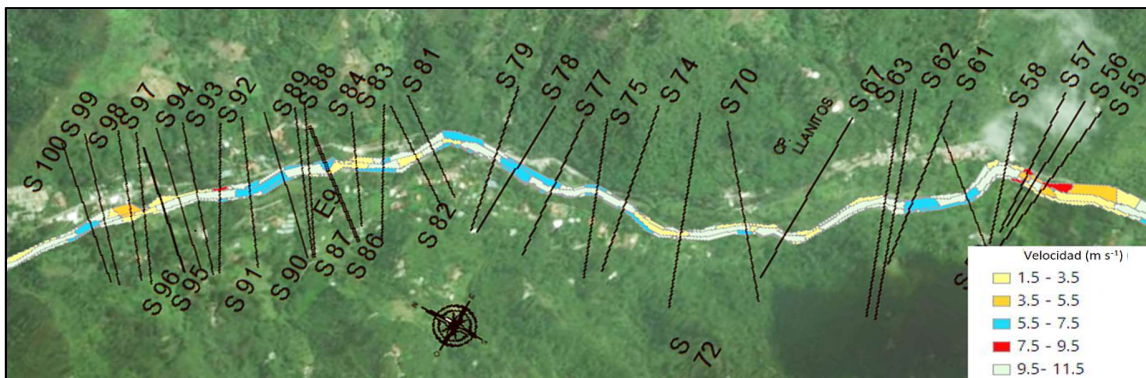 S 100
S 99
S 98
S 97
S 94
S 93
S 92
S 89
S 88
S 84
S 83
S 81
S 79
S 78
S 77
S 75
S 74
S 70
S 67
S 63
S 62
S 61
S 58
S 57
S 56
S 55
CP
LLANITOS
E9
S 96
S 95
S 91
S 90
S 87
S 86
S 82
S 72
Velocidad (m s⁻¹)
1.5 - 3.5
3.5 - 5.5
5.5 - 7.5
7.5 - 9.5
9.5- 11.5